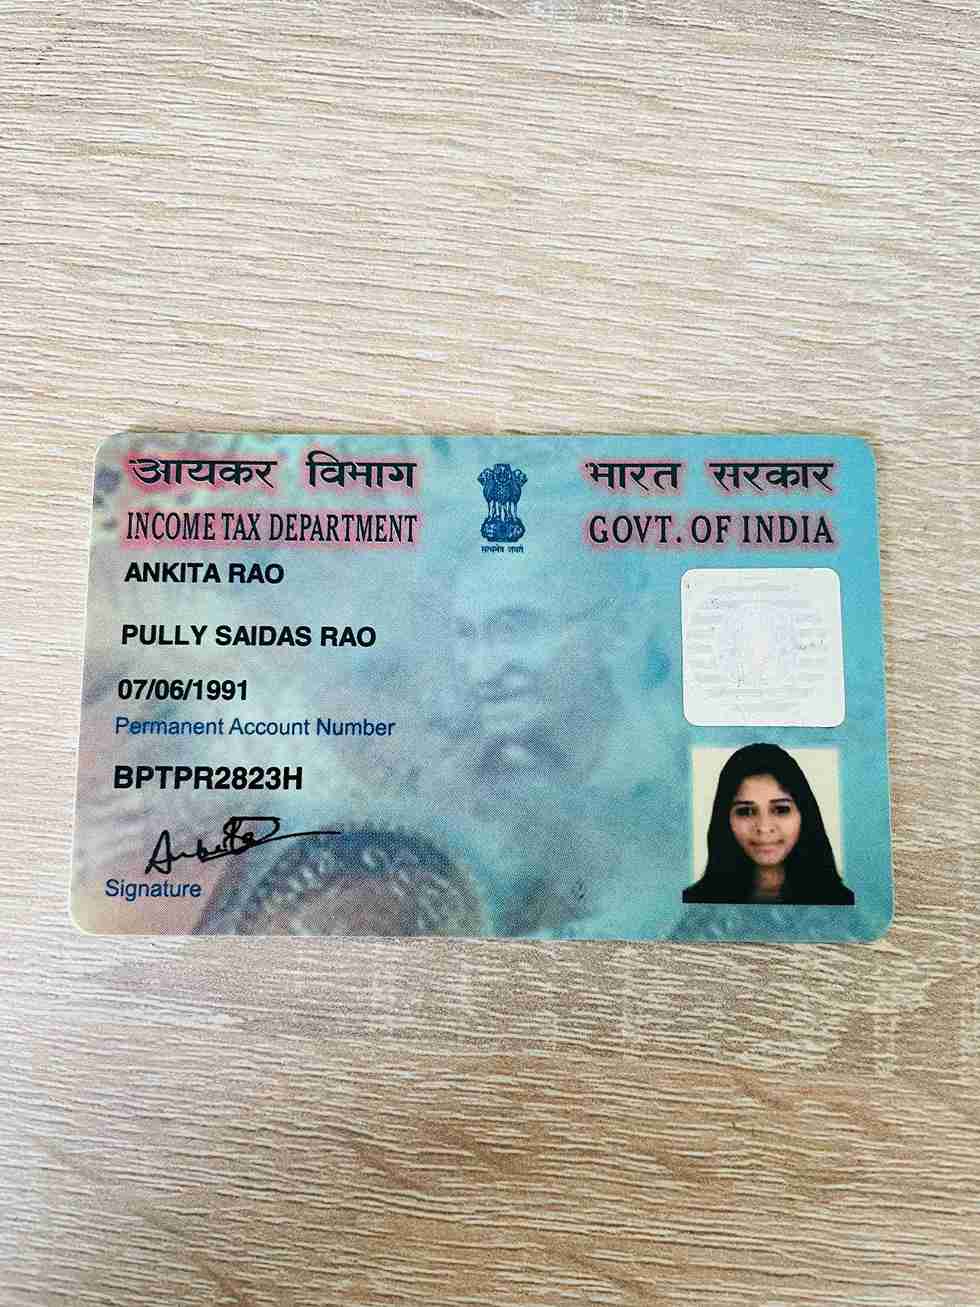 आयकर विभाग
INCOME TAX DEPARTMENT
भारत सरकार
GOVT. OF INDIA
सत्यमेव जयते
ANKITA RAO
PULLY SAIDAS RAO
07/06/1991
Permanent Account Number
BPTPR2823H
Signature